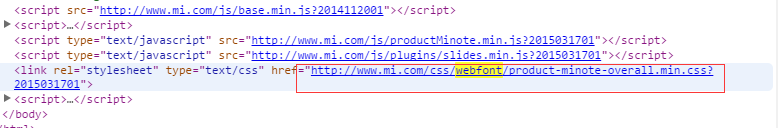 <script src="http://www.mi.com/js/base.min.js?2014112001"></script>
▶<script>…</script>
<script type="text/javascript" src="http://www.mi.com/js/productMinote.min.js?2015031701"></script>
<script type="text/javascript" src="http://www.mi.com/js/plugins/slides.min.js?2015031701"></script>
<link rel="stylesheet" type="text/css" href="http://www.mi.com/css/webfont/product-minote-overall.min.css?
2015031701">
▶<script>…</script>
</body>
</html>